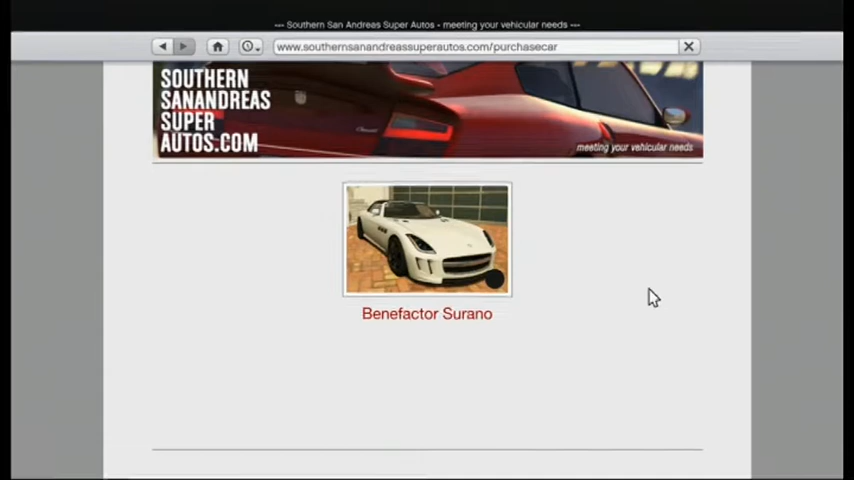 --- Southern San Andreas Super Autos - meeting your vehicular needs ---
www.southernsanandreassuperautos.com/purchasecar
SOUTHERN
SANANDREAS
SUPER
AUTOS.COM
meeting your vehicular needs
Benefactor Surano